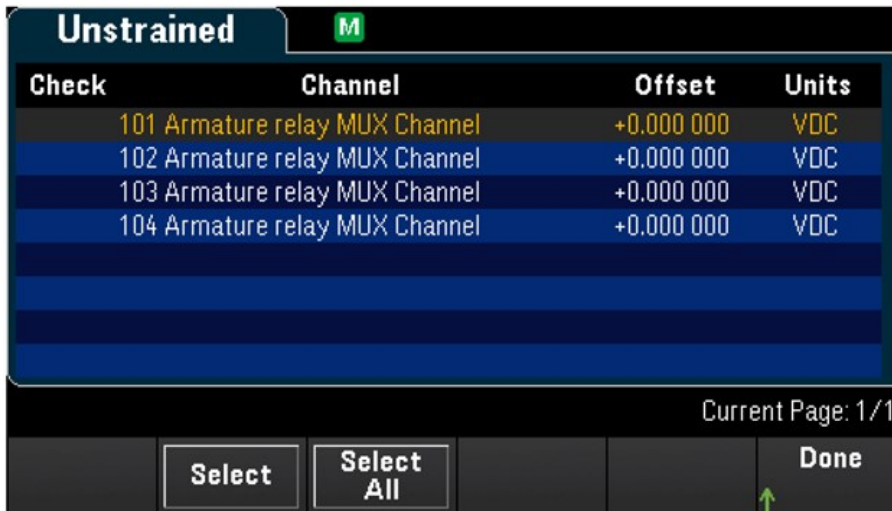 Unstrained M
Check Channel Offset Units
101 Armature relay MUX Channel +0.000 000 VDC
102 Armature relay MUX Channel +0.000 000 VDC
103 Armature relay MUX Channel +0.000 000 VDC
104 Armature relay MUX Channel +0.000 000 VDC
Current Page: 1/1
Select Select All Done